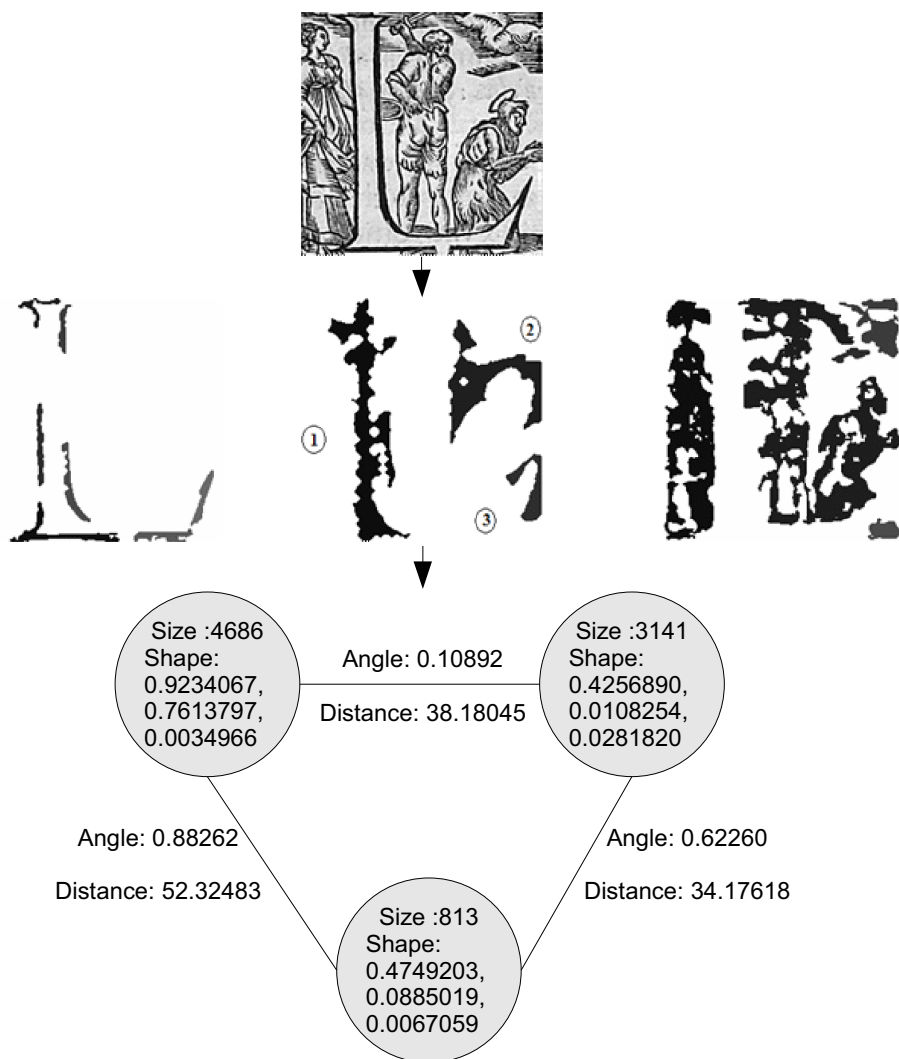 L
2
1
3
Size :4686
Shape:
0.9234067,
0.7613797,
0.0034966
Angle: 0.10892
Distance: 38.18045
Size :3141
Shape:
0.4256890,
0.0108254,
0.0281820
Angle: 0.88262
Distance: 52.32483
Angle: 0.62260
Distance: 34.17618
Size :813
Shape:
0.4749203,
0.0885019,
0.0067059